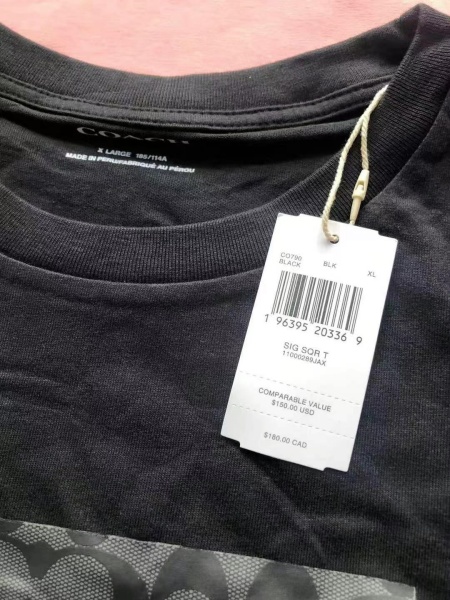 COACH
X LARGE 185/114A
MADE IN PERU/FABRIQUÉ AU PÉROU
CO790 BLK XL
BLACK
1 96395 20336 9
SIG SQR T
11000289JAX
COMPARABLE VALUE
$150.00 USD
$180.00 CAD